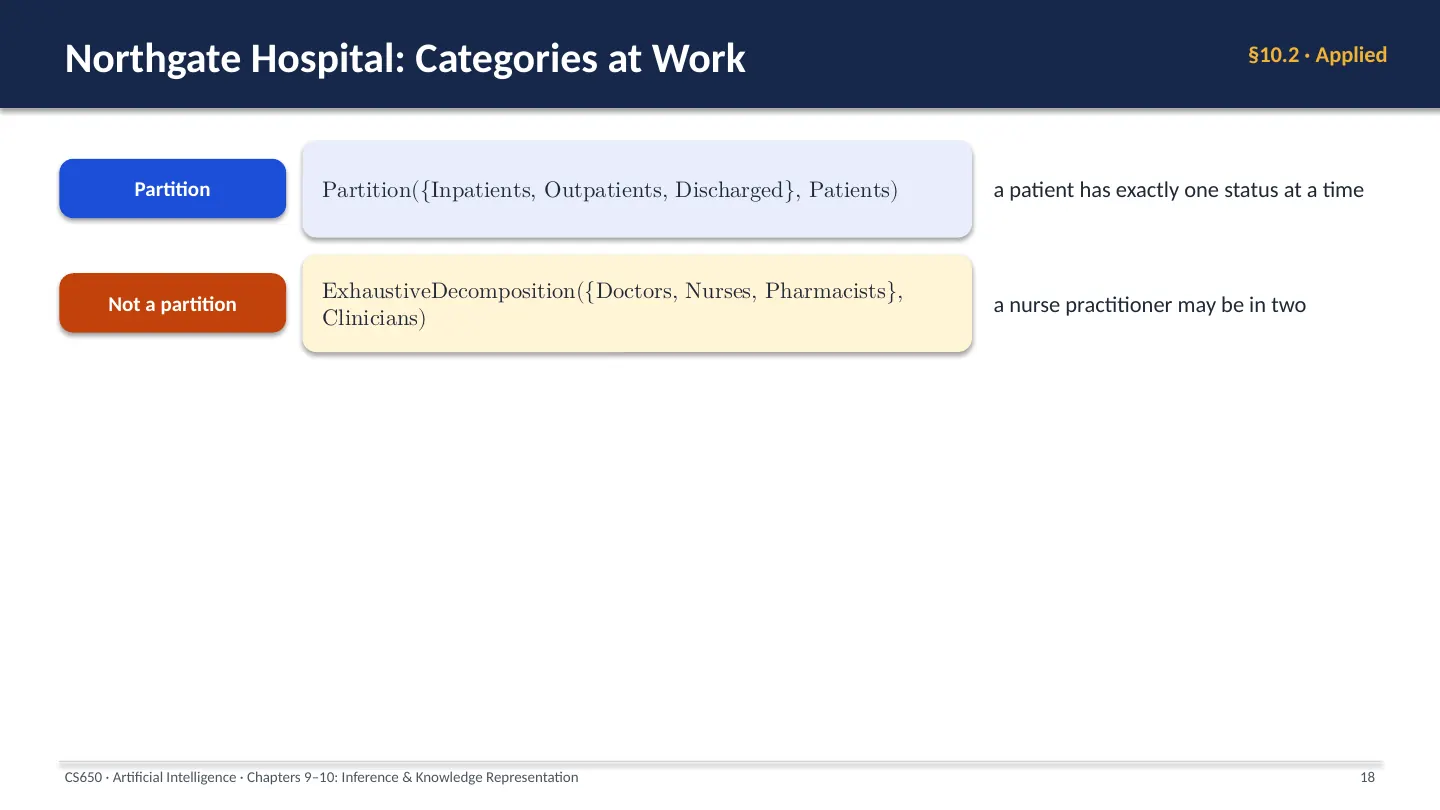 Northgate Hospital: Categories at Work
§10.2 · Applied
Partition
Partition({Inpatients, Outpatients, Discharged}, Patients)
a patient has exactly one status at a time
Not a partition
ExhaustiveDecomposition({Doctors, Nurses, Pharmacists},
Clinicians)
a nurse practitioner may be in two
CS650 · Artificial Intelligence · Chapters 9–10: Inference & Knowledge Representation
18